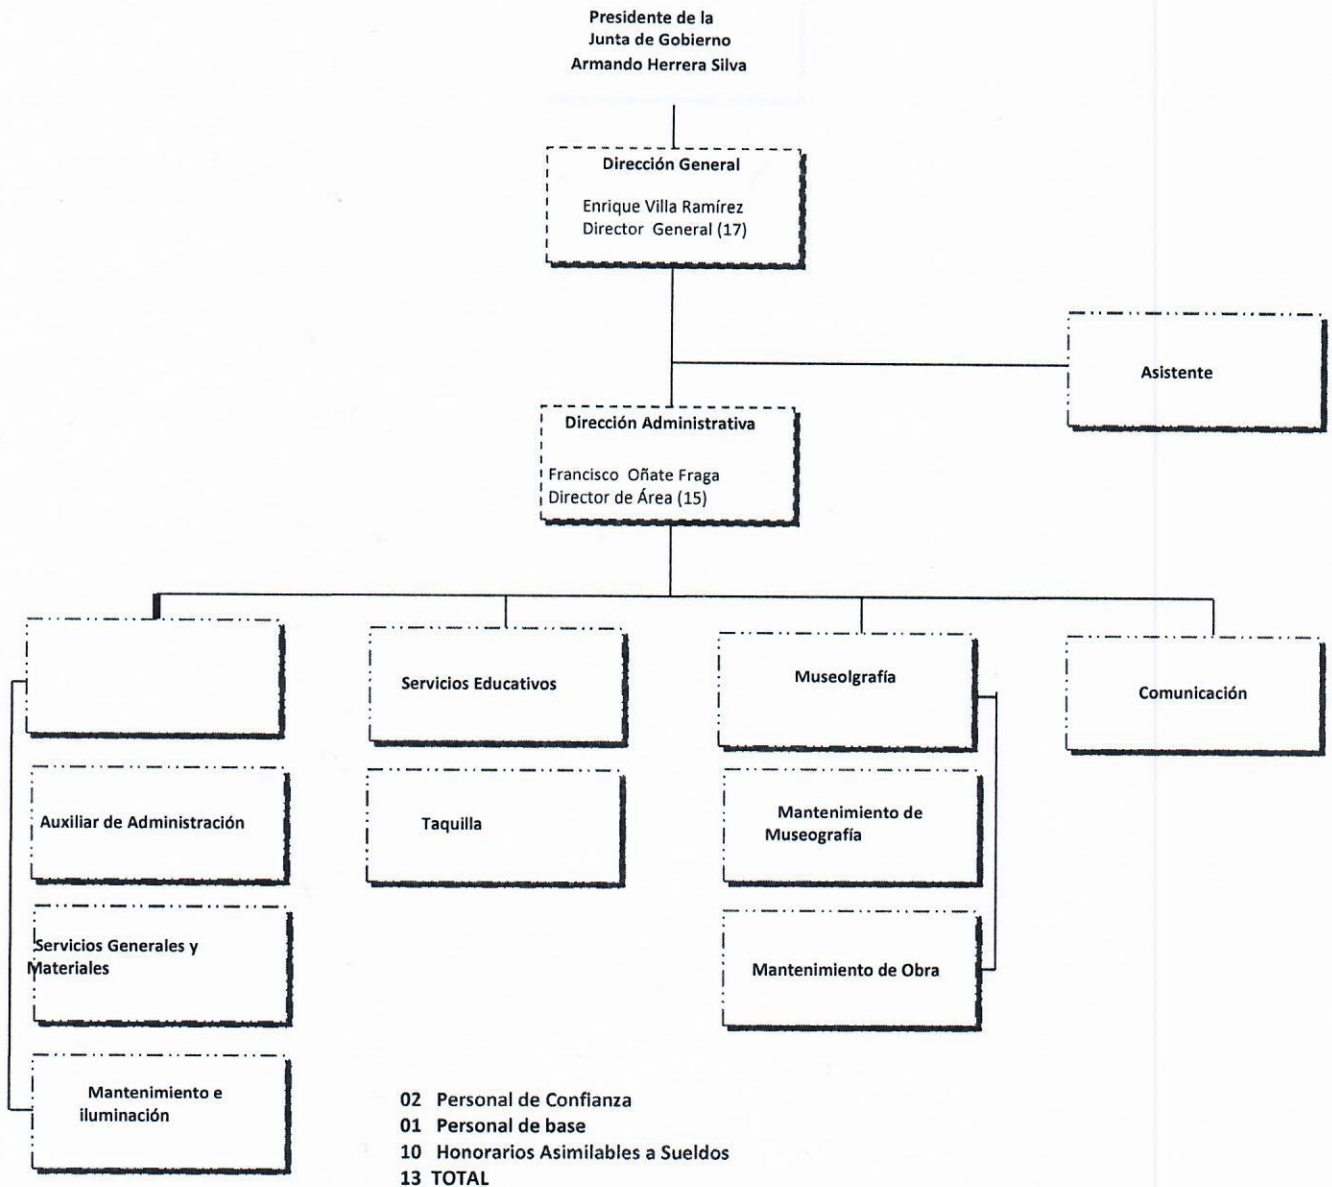 Presidente de la
Junta de Gobierno
Armando Herrera Silva
Dirección General
Enrique Villa Ramírez
Director General (17)
Asistente
Dirección Administrativa
Francisco Oñate Fraga
Director de Área (15)
Servicios Educativos
Museolgrafía
Comunicación
Auxiliar de Administración
Taquilla
Mantenimiento de
Museografía
Servicios Generales y
Materiales
Mantenimiento de Obra
Mantenimiento e
iluminación
02 Personal de Confianza
01 Personal de base
10 Honorarios Asimilables a Sueldos
13 TOTAL